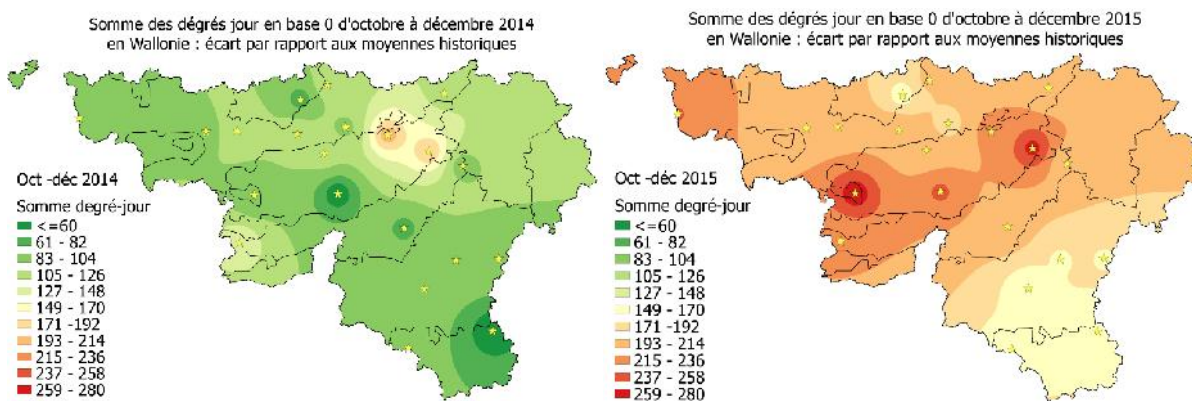 Somme des dégrés jour en base 0 d'octobre à décembre 2014
en Wallonie : écart par rapport aux moyennes historiques
Oct -déc 2014
Somme degré-jour
<=60
61 - 82
83 - 104
105 - 126
127 - 148
149 - 170
171 -192
193 - 214
215 - 236
237 - 258
259 - 280
Somme des dégrés jour en base 0 d'octobre à décembre 2015
en Wallonie : écart par rapport aux moyennes historiques
Oct -déc 2015
Somme degré-jour
<=60
61 - 82
83 - 104
105 - 126
127 - 148
149 - 170
171 -192
193 - 214
215 - 236
237 - 258
259 - 280